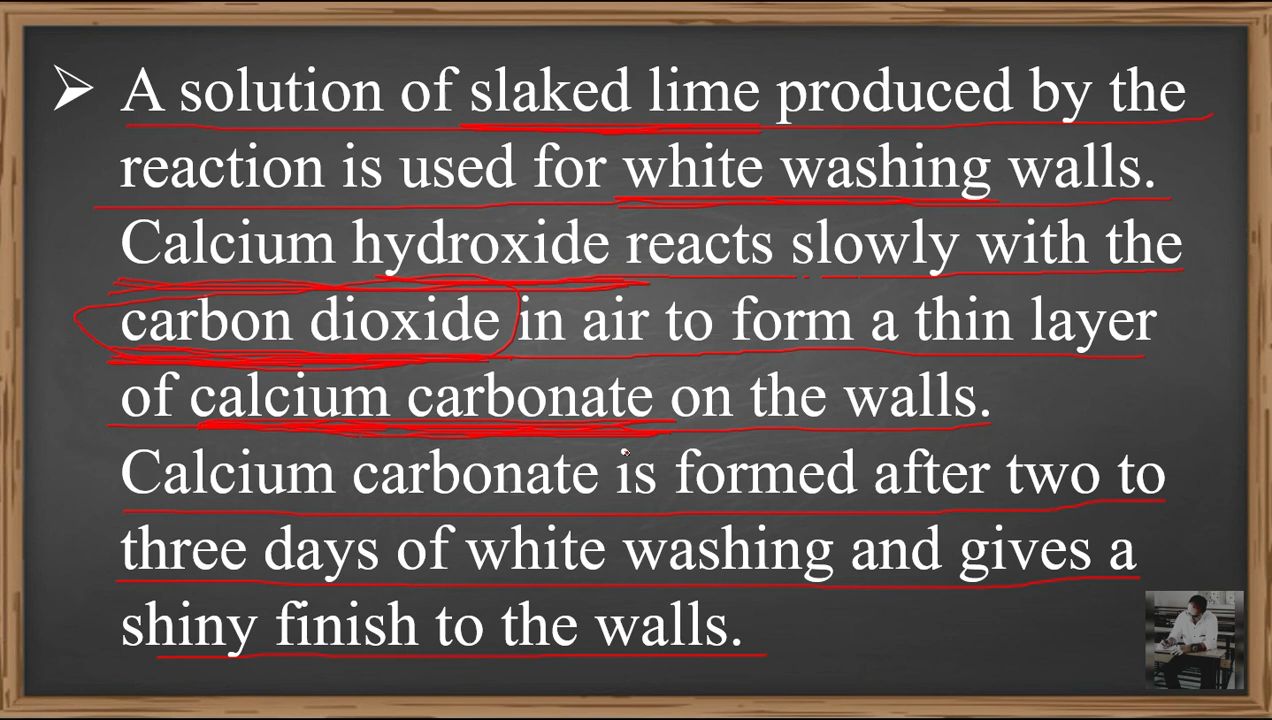 ➢ A solution of slaked lime produced by the
reaction is used for white washing walls.
Calcium hydroxide reacts slowly with the
carbon dioxide in air to form a thin layer
of calcium carbonate on the walls.
Calcium carbonate is formed after two to
three days of white washing and gives a
shiny finish to the walls.